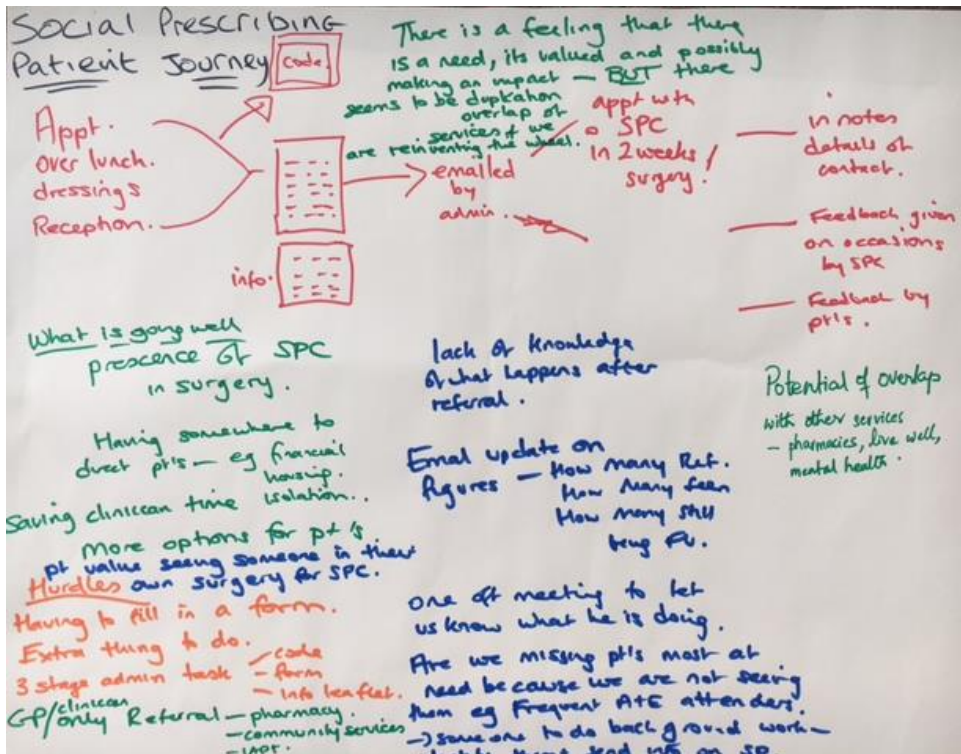 Social Prescribing
Patient Journey
code.
There is a feeling that there
is a need, its valued and possibly
making an impact — BUT there
seems to be duplication
overlap of
services & we
are reinventing the wheel.
Appt.
over lunch.
dressings
Reception.
info.
emailed
by
admin.
appt with
a SPC
in 2 weeks /
surgery.
in notes
details of
contact.
Feedback given
on occasions
by SPC
Feedback by
pt's.
What is going well
prescence of SPC
in surgery.
Having somewhere to
direct pt's — eg financial
housing.
isolation..
Saving clinician time
More options for pt's
pt value seeing someone in their
own surgery for SPC.
Hurdles
Having to fill in a form.
Extra thing to do.
3 stage admin task
— code
— form
— info leaflet.
GP/clinician
only Referral — pharmacy.
— community services
— IAPT.
lack of knowledge
of what happens after
referral.
Email update on
figures — How many Ref.
How many seen
How many still
being FU.
one off meeting to let
us know what he is doing.
Are we missing pt's most at
need because we are not seeing
them eg Frequent A+E attenders.
→ someone to do background work —
send info on SP
Potential of overlap
with other services
— pharmacies, live well,
mental health.